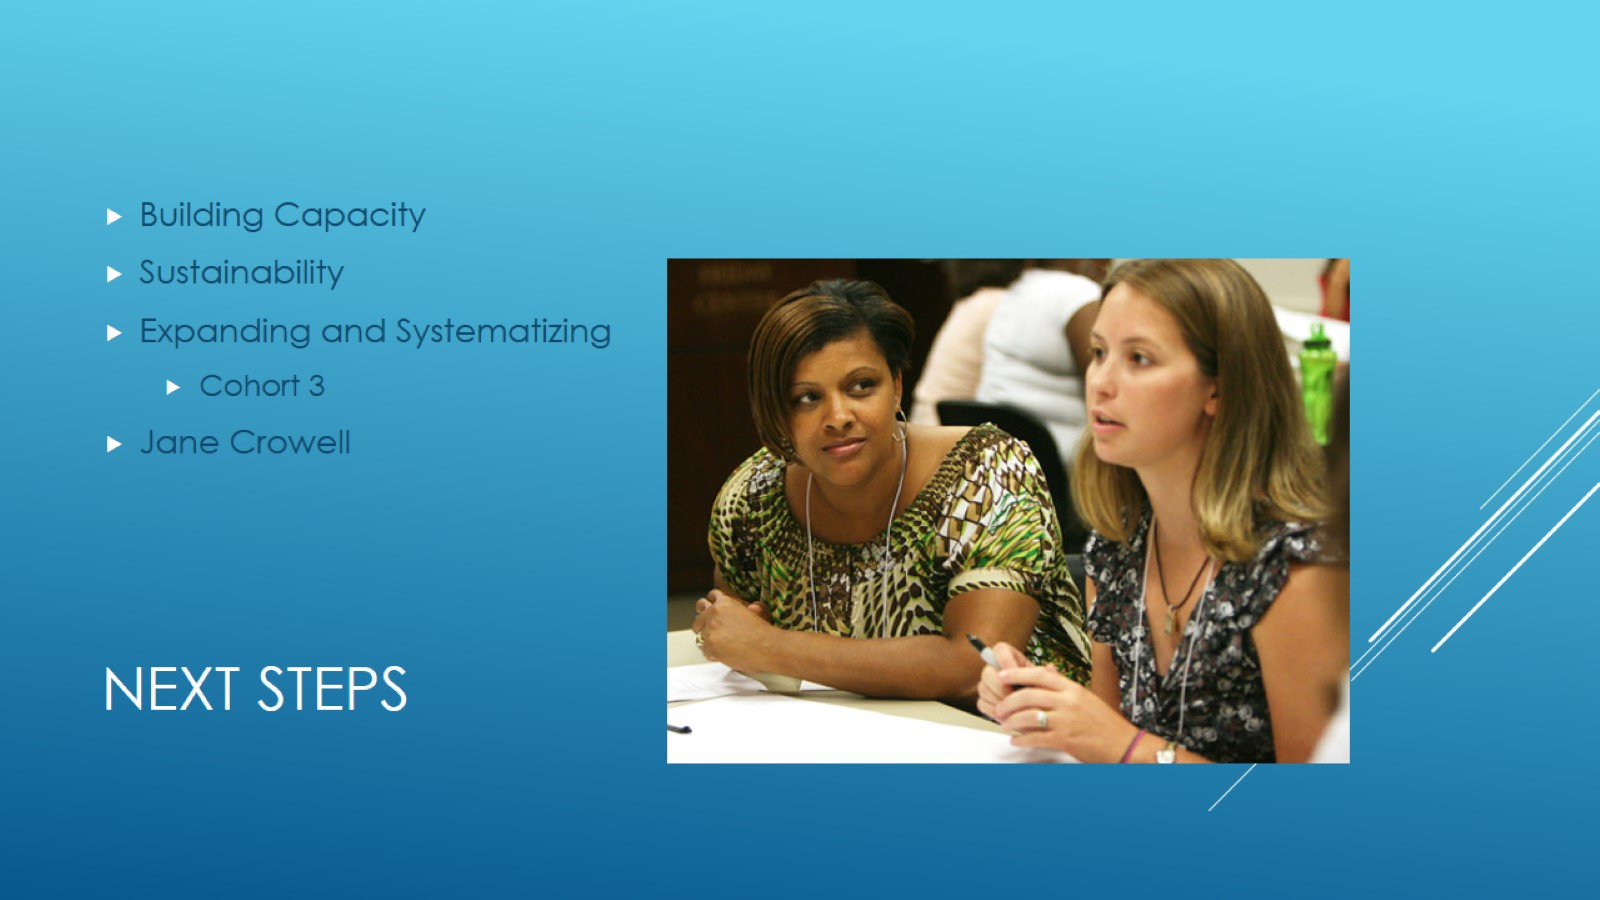 Building Capacity
Sustainability
Expanding and Systematizing
Cohort 3
Jane Crowell
NEXT STEPS